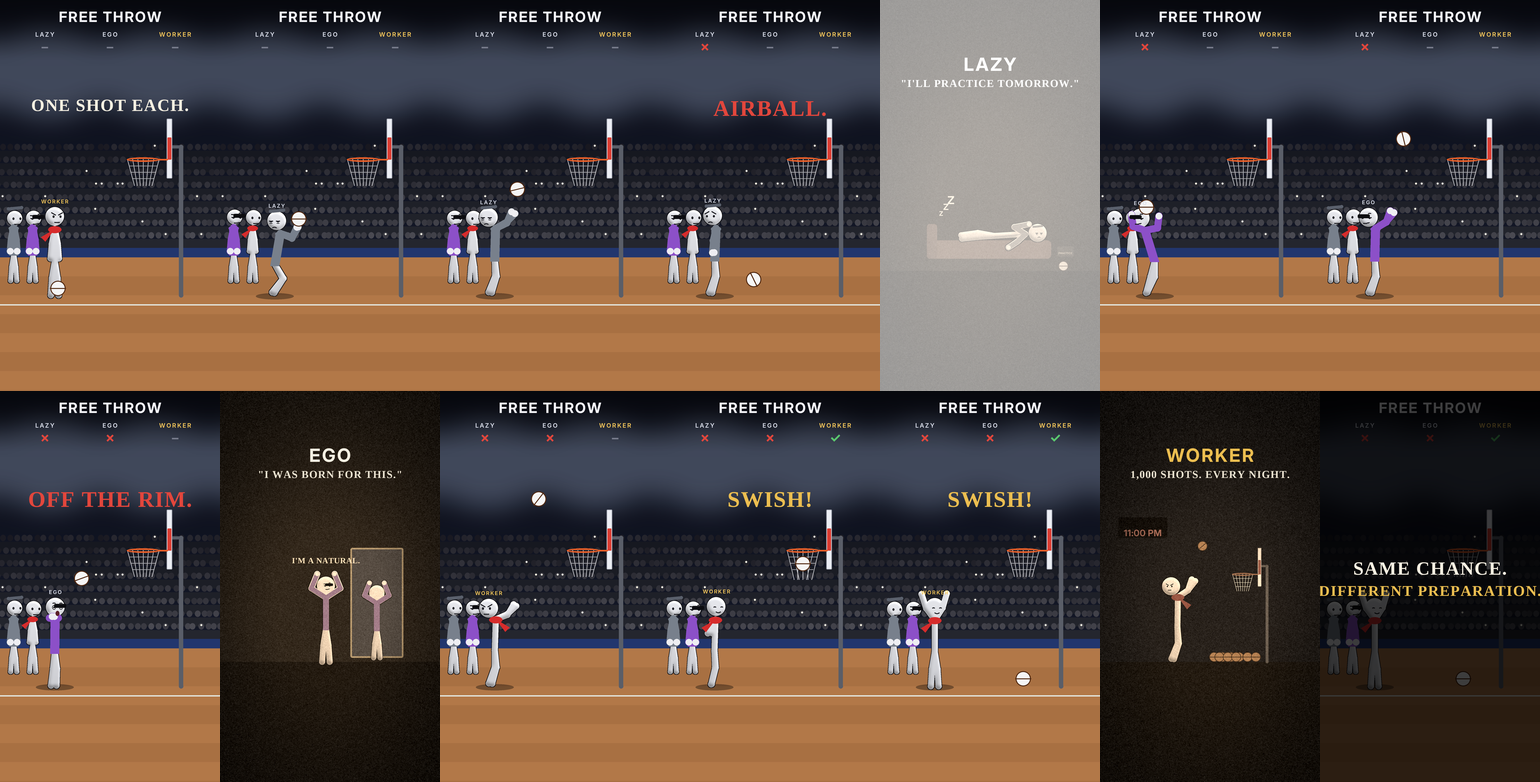 FREE THROW
LAZY EGO WORKER
ONE SHOT EACH.
WORKER
FREE THROW
LAZY EGO WORKER
LAZY
FREE THROW
LAZY EGO WORKER
LAZY
FREE THROW
LAZY EGO WORKER
AIRBALL.
LAZY
LAZY
"I'LL PRACTICE TOMORROW."
z z Z
FREE THROW
LAZY EGO WORKER
FREE THROW
LAZY EGO WORKER
EGO
FREE THROW
LAZY EGO WORKER
OFF THE RIM.
EGO
EGO
"I WAS BORN FOR THIS."
I'M A NATURAL.
FREE THROW
LAZY EGO WORKER
WORKER
FREE THROW
LAZY EGO WORKER
SWISH!
WORKER
FREE THROW
LAZY EGO WORKER
SWISH!
WORKER
WORKER
1,000 SHOTS. EVERY NIGHT.
11:00 PM
FREE THROW
LAZY EGO WORKER
SAME CHANCE.
DIFFERENT PREPARATION.